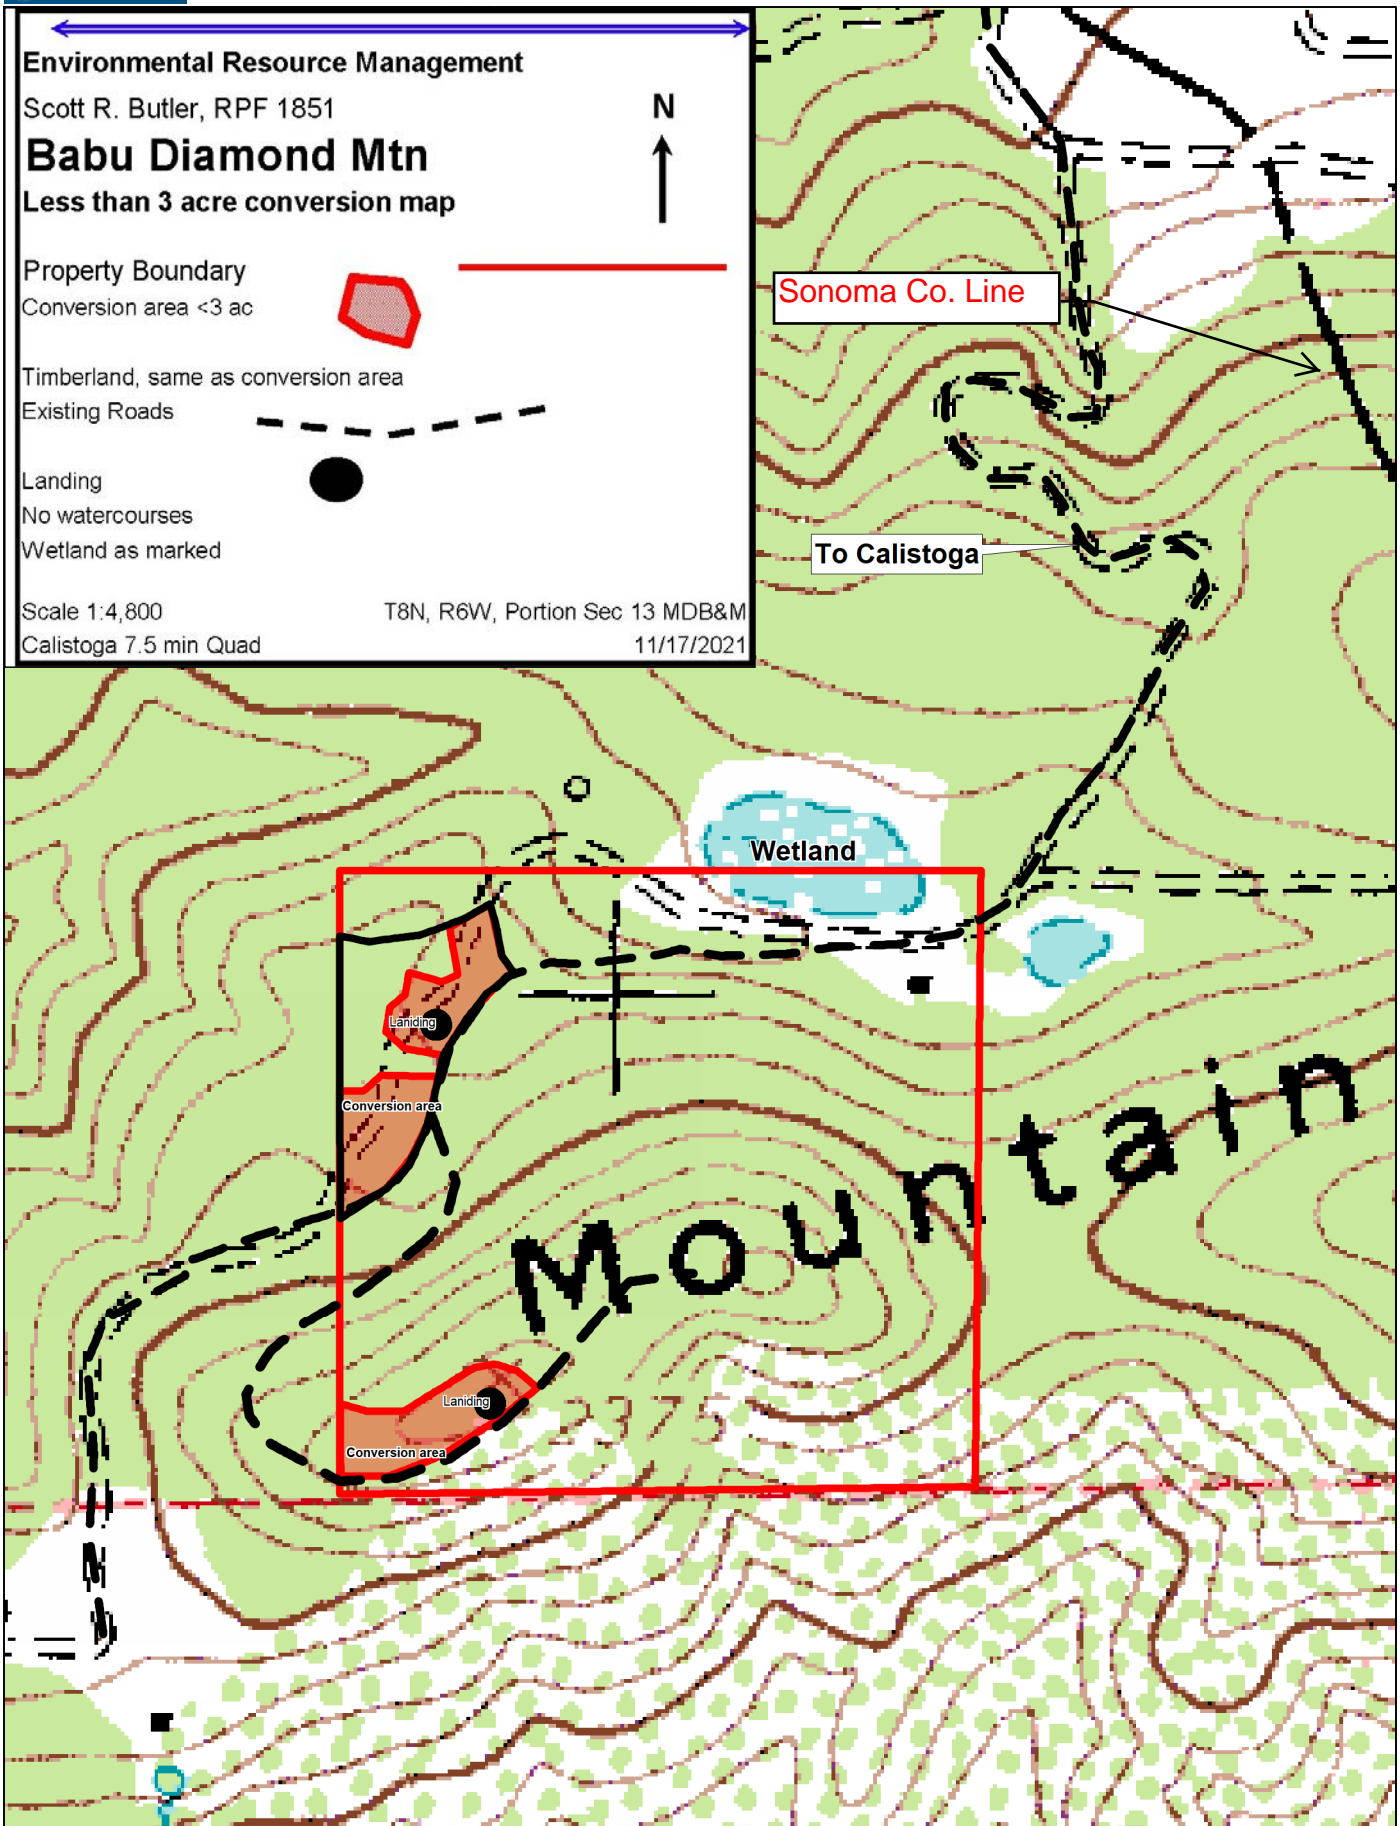 Environmental Resource Management
Scott R. Butler, RPF 1851
N
Babu Diamond Mtn
Less than 3 acre conversion map
Property Boundary
Conversion area <3 ac
Timberland, same as conversion area
Existing Roads
Landing
No watercourses
Wetland as marked
Scale 1:4,800
T8N, R6W, Portion Sec 13 MDB&M
Calistoga 7.5 min Quad
11/17/2021
Sonoma Co. Line
To Calistoga
Wetland
Laniding
Conversion area
Mountain
Laniding
Conversion area